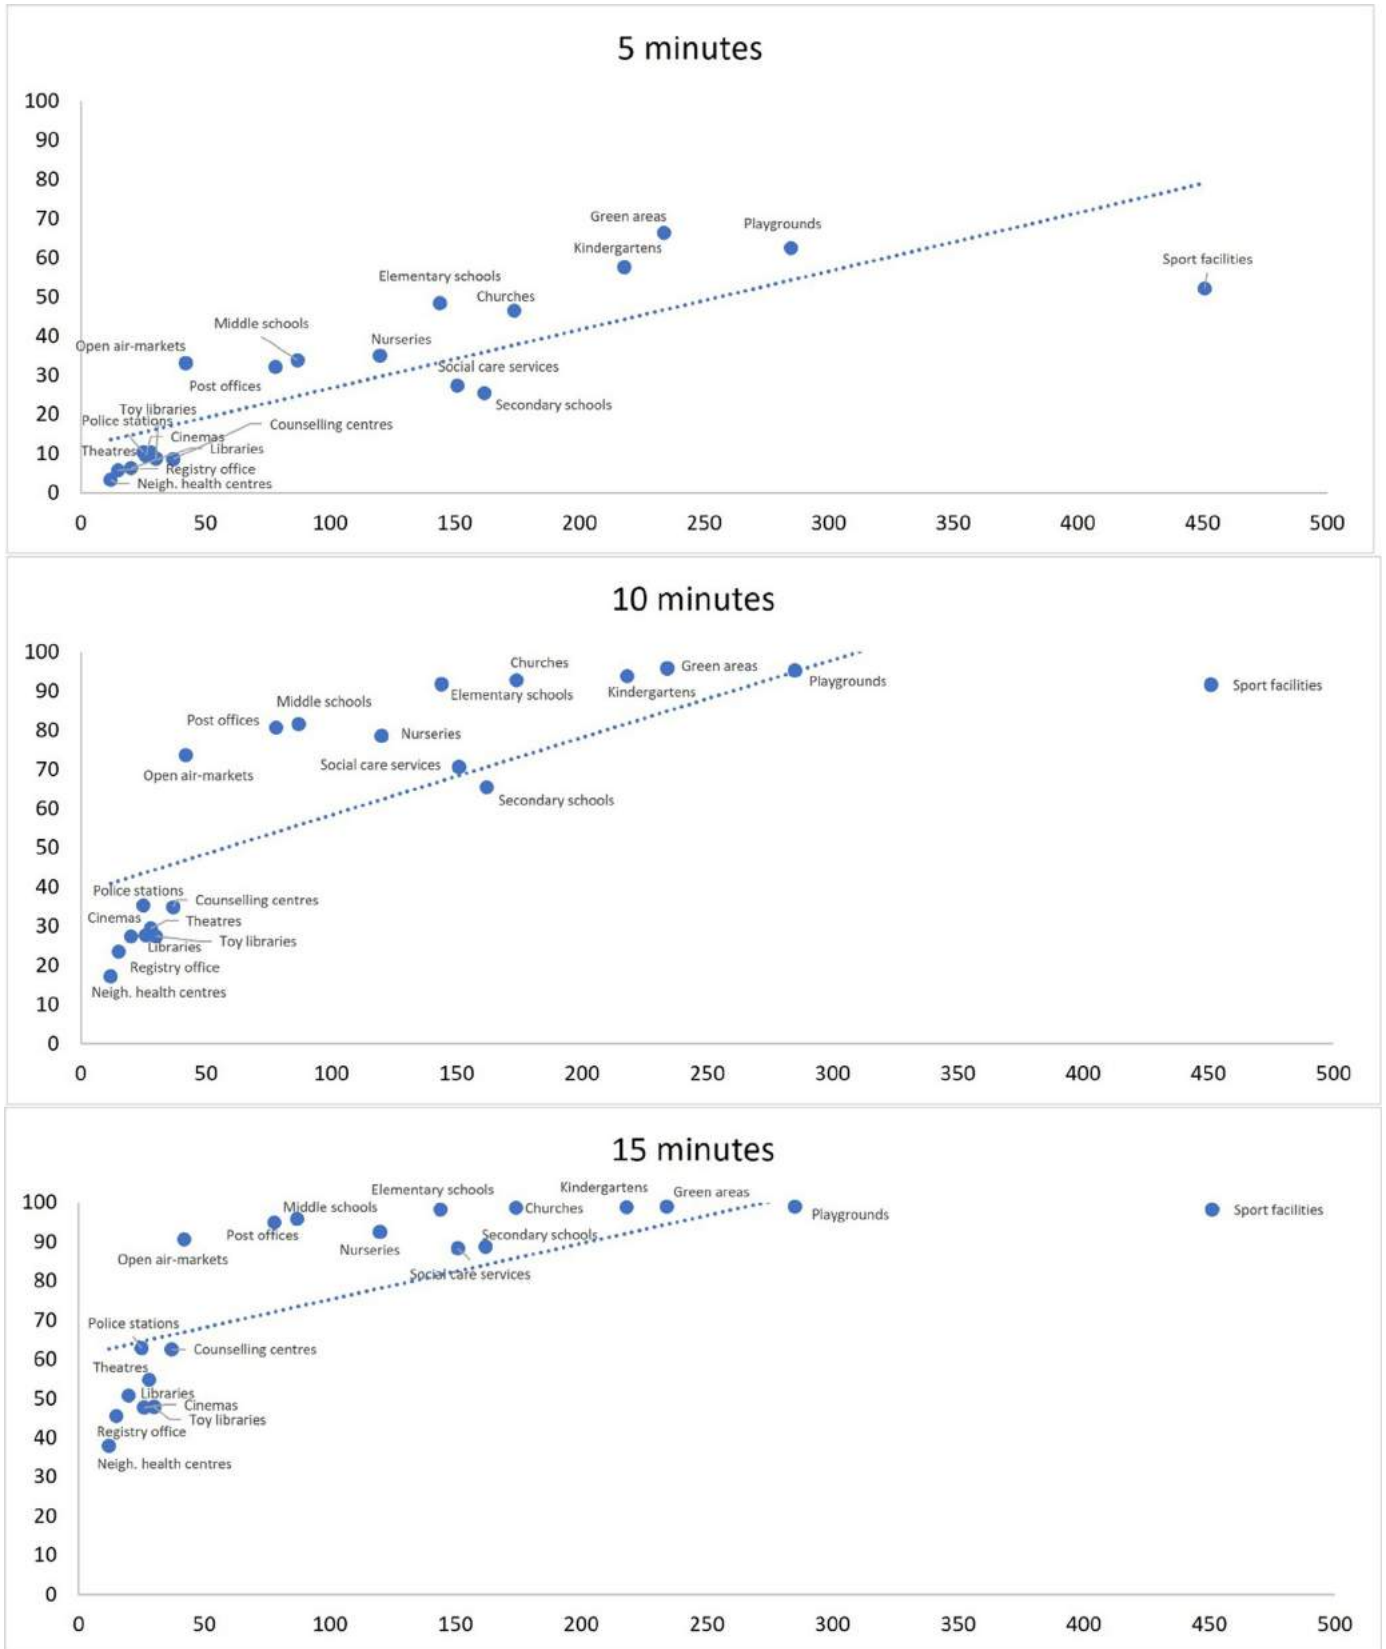 5 minutes
100
90
80
70
60
50
40
30
20
10
0
Green areas
Playgrounds
Kindergartens
Sport facilities
Elementary schools
Churches
Middle schools
Nurseries
Open air-markets
Social care services
Post offices
Secondary schools
Toy libraries
Police stations
Counselling centres
Cinemas
Theatres
Libraries
Registry office
Neigh. health centres
0 50 100 150 200 250 300 350 400 450 500
10 minutes
100
90
80
70
60
50
40
30
20
10
0
Churches
Green areas
Playgrounds
Sport facilities
Kindergartens
Elementary schools
Middle schools
Post offices
Nurseries
Social care services
Open air-markets
Secondary schools
Police stations
Counselling centres
Cinemas
Theatres
Toy libraries
Libraries
Registry office
Neigh. health centres
0 50 100 150 200 250 300 350 400 450 500
15 minutes
100
90
80
70
60
50
40
30
20
10
0
Elementary schools
Kindergartens
Green areas
Middle schools
Churches
Playgrounds
Sport facilities
Post offices
Secondary schools
Nurseries
Open air-markets
Social care services
Police stations
Counselling centres
Theatres
Libraries
Cinemas
Toy libraries
Registry office
Neigh. health centres
0 50 100 150 200 250 300 350 400 450 500